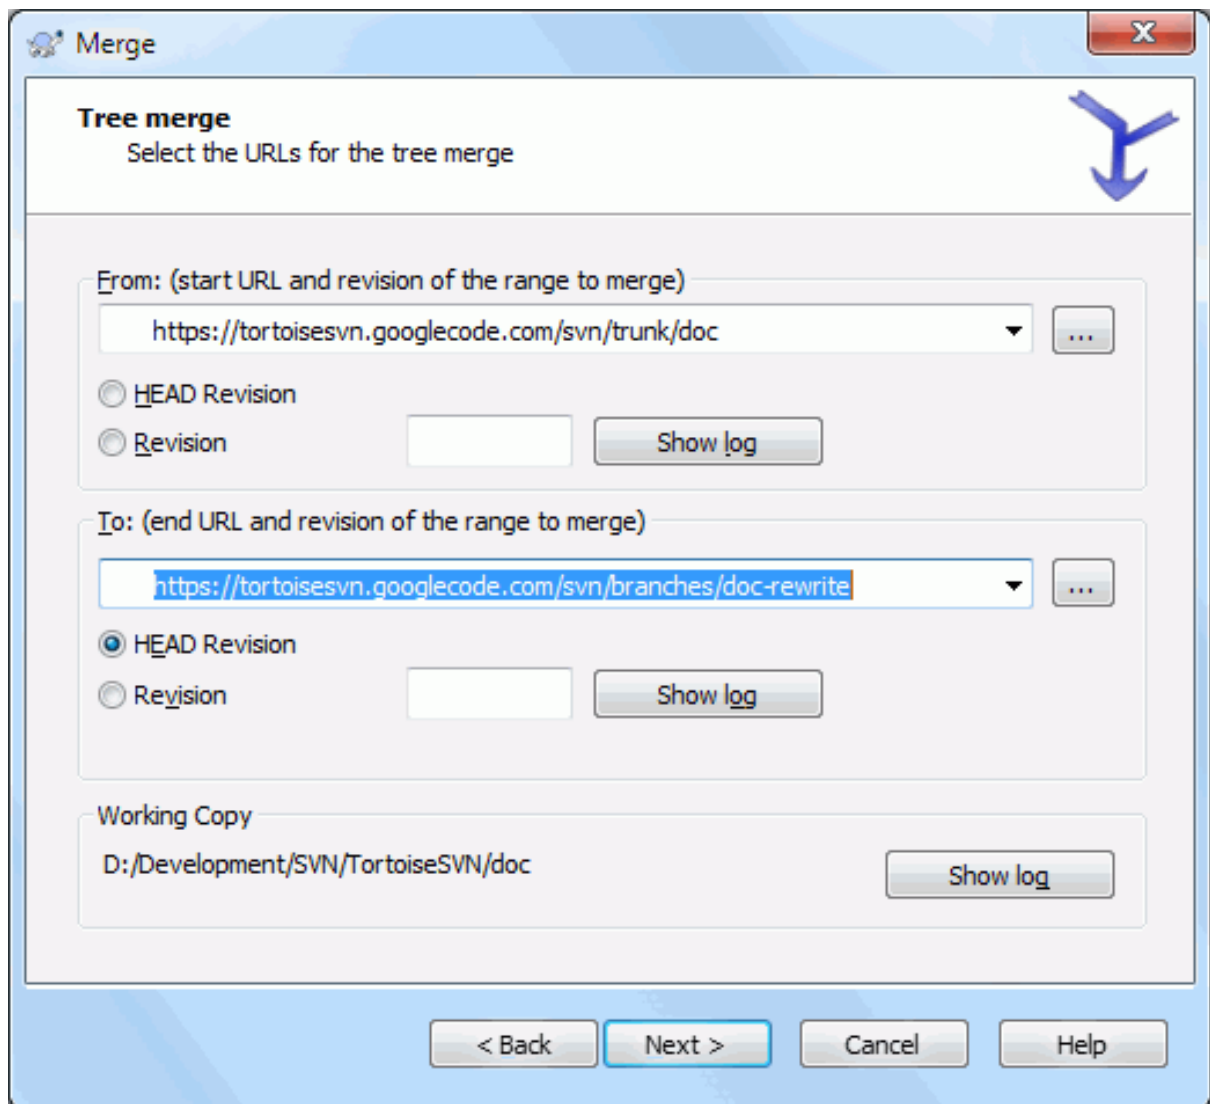 Merge
Tree merge
Select the URLs for the tree merge
From: (start URL and revision of the range to merge)
https://tortoisesvn.googlecode.com/svn/trunk/doc
...
HEAD Revision
Revision
Show log
To: (end URL and revision of the range to merge)
https://tortoisesvn.googlecode.com/svn/branches/doc-rewrite
...
HEAD Revision
Revision
Show log
Working Copy
D:/Development/SVN/TortoiseSVN/doc
Show log
< Back
Next >
Cancel
Help